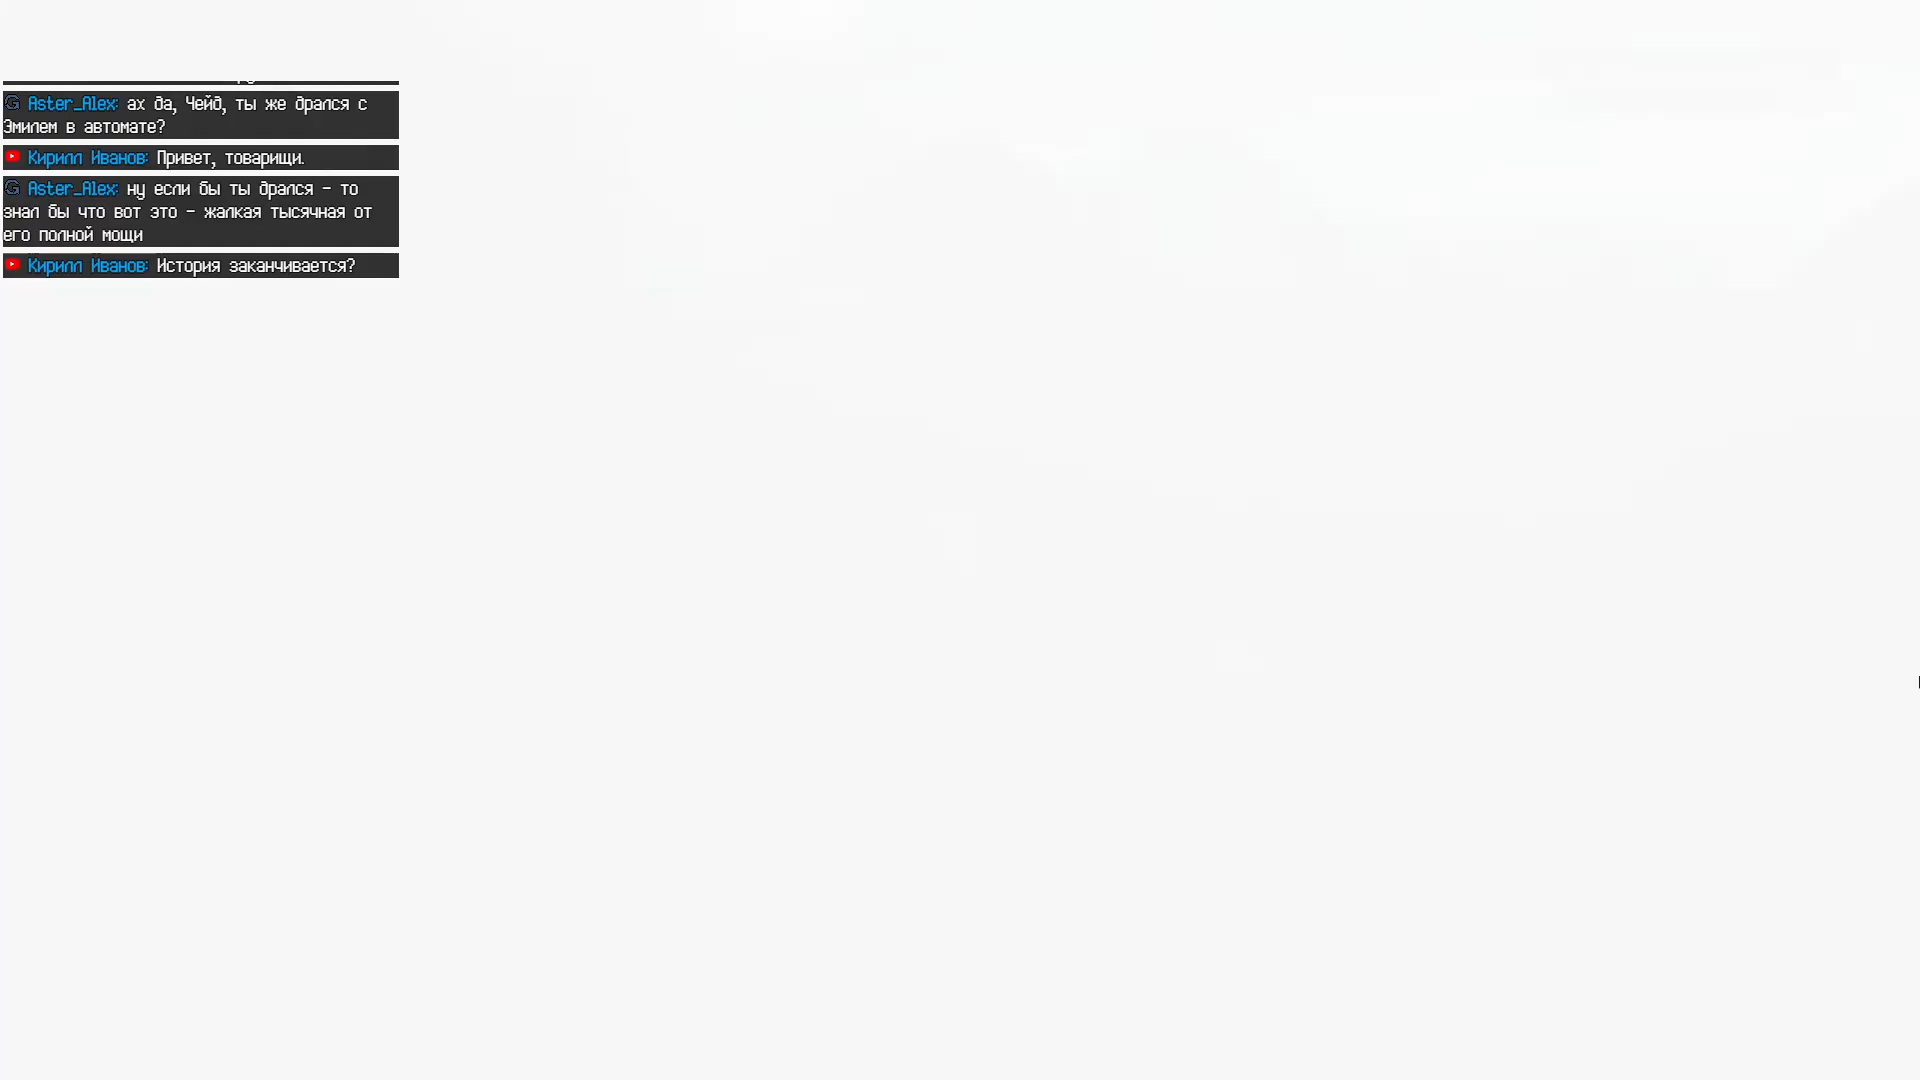 Aster_Alex: ах да, Чейд, ты же дрался с
Эмилем в автомате?
Кирилл Иванов: Привет, товарищи.
Aster_Alex: ну если бы ты дрался - то
знал бы что вот это - жалкая тысячная от
его полной мощи
Кирилл Иванов: История заканчивается?